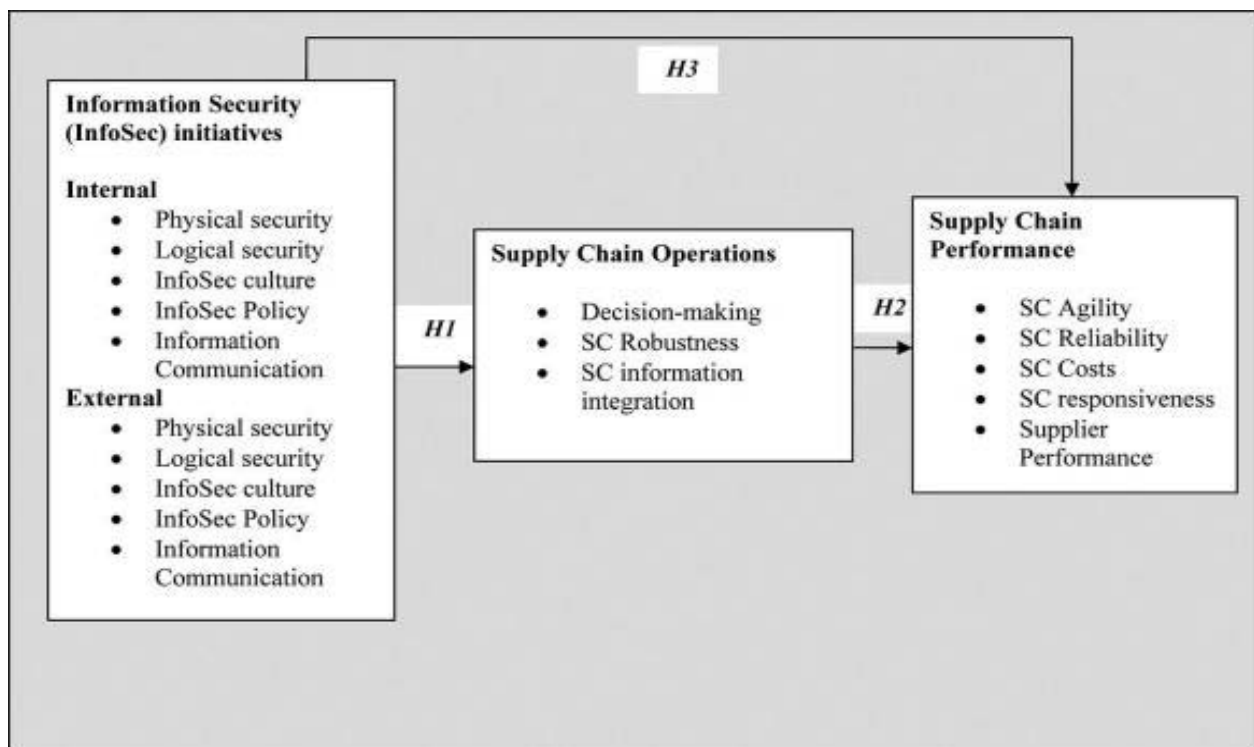 H3
Information Security
(InfoSec) initiatives
Internal
• Physical security
• Logical security
• InfoSec culture
• InfoSec Policy
• Information
Communication
External
• Physical security
• Logical security
• InfoSec culture
• InfoSec Policy
• Information
Communication
H1
Supply Chain Operations
• Decision-making
• SC Robustness
• SC information
integration
H2
Supply Chain
Performance
• SC Agility
• SC Reliability
• SC Costs
• SC responsiveness
• Supplier
Performance